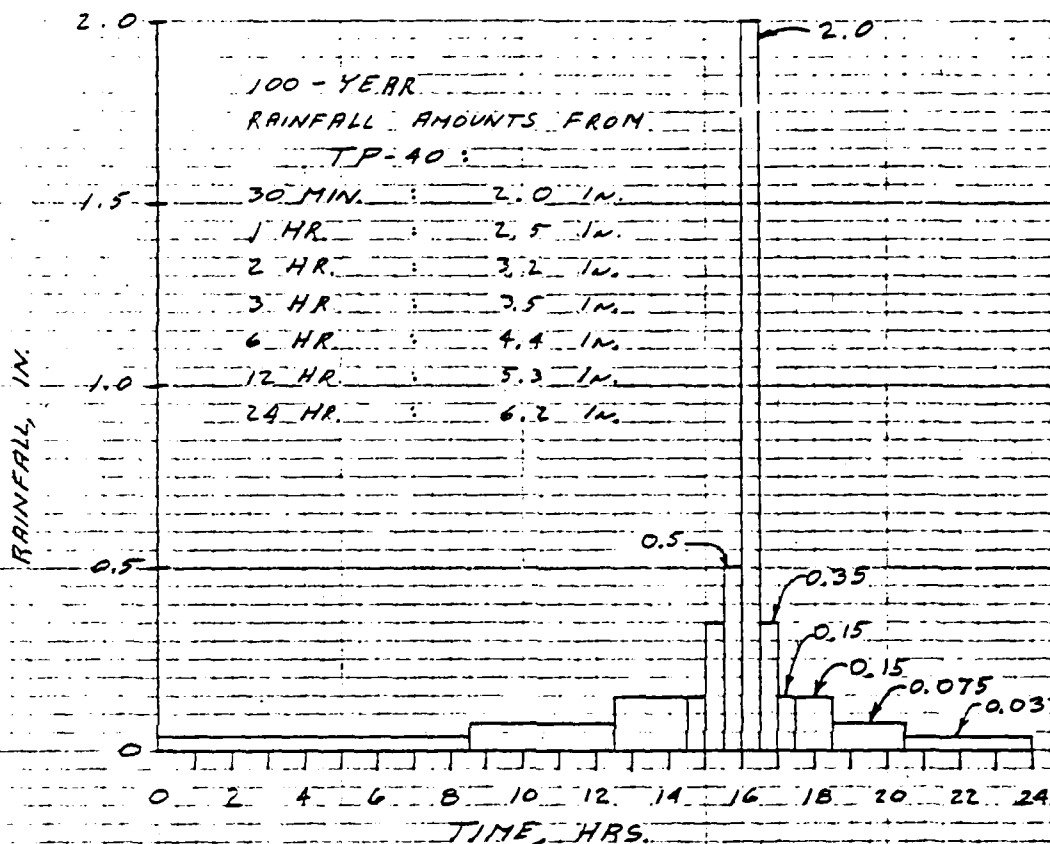 2.0
2.0
100-YEAR
RAINFALL AMOUNTS FROM
TP-40:
30 MIN. : 2.0 IN.
1 HR. : 2.5 IN.
2 HR. : 3.2 IN.
3 HR. : 3.5 IN.
6 HR. : 4.4 IN.
12 HR. : 5.3 IN.
24 HR. : 6.2 IN.
1.5
1.0
RAINFALL, IN.
0.5
0.5
0.35
0.15
0.15
0.075
0.03
0
0 2 4 6 8 10 12 14 16 18 20 22 24
TIME, HRS.